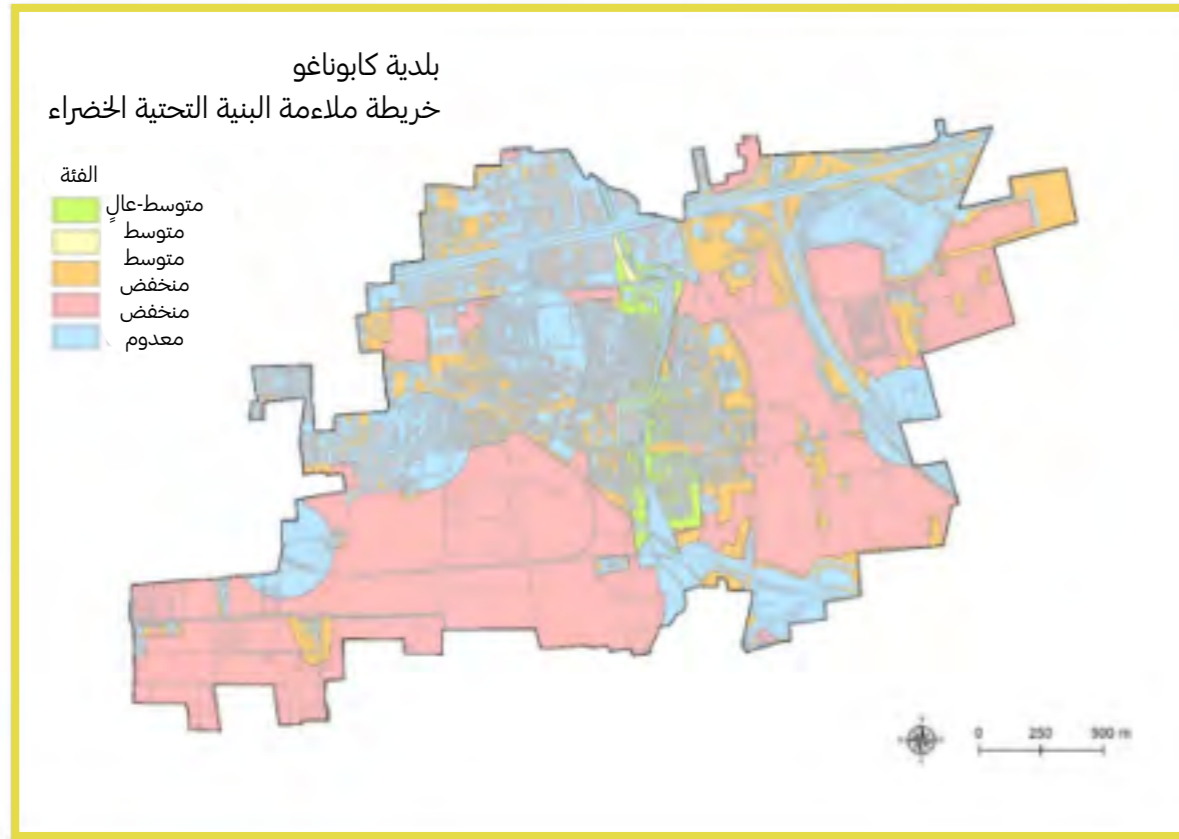 بلدية كابوناغو
خريطة ملاءمة البنية التحتية الخضراء
الفئة
متوسط-عالٍ
متوسط
متوسط
منخفض
منخفض
معدوم
0 250 500 m